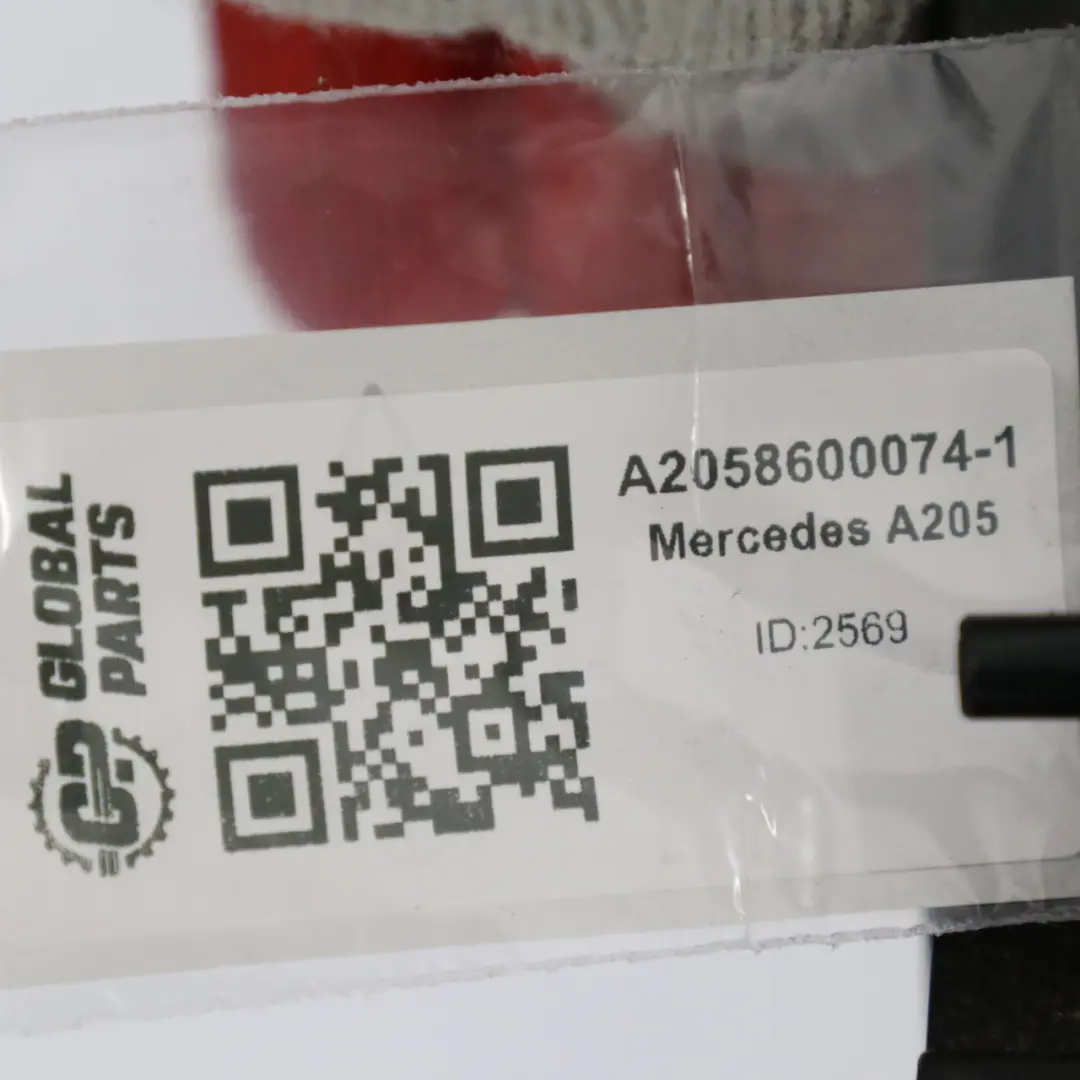 GLOBAL
PARTS
A2058600074-1
Mercedes A205
ID:2569